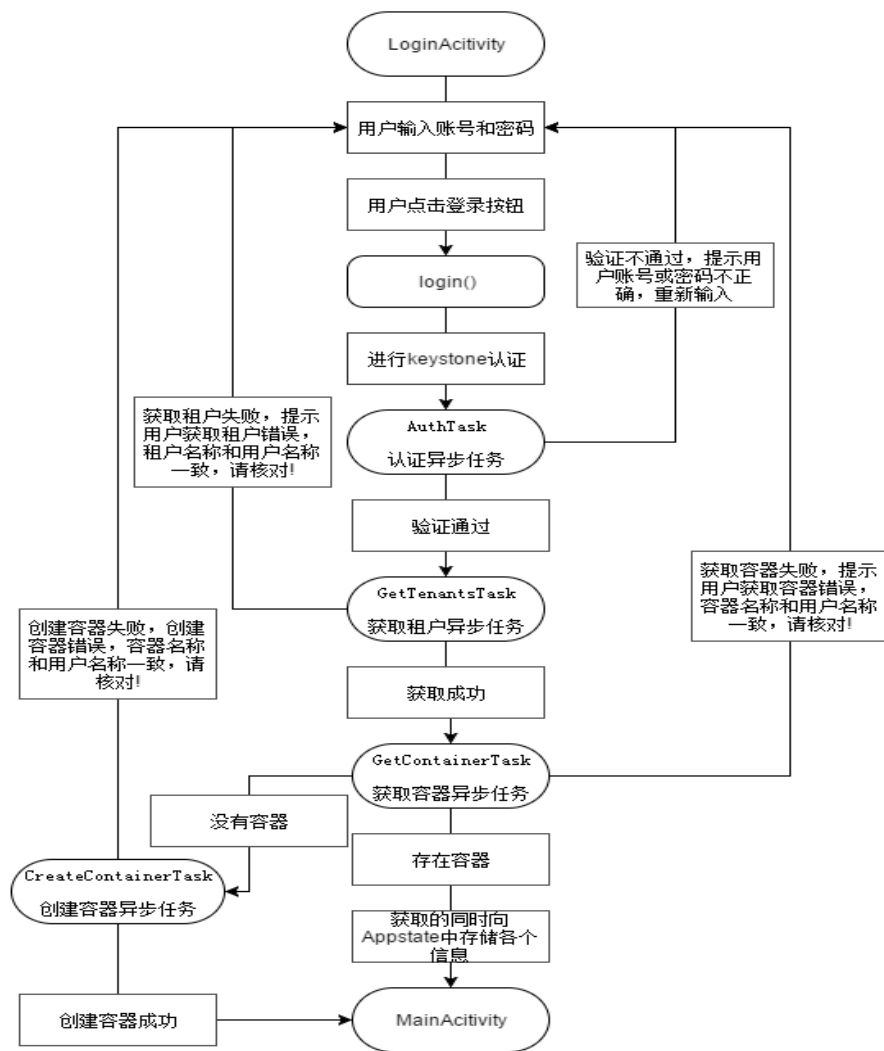 LoginAcitivity
用户输入账号和密码
用户点击登录按钮
验证不通过，提示用
户账号或密码不正
确，重新输入
login()
进行keystone认证
获取租户失败，提示
用户获取租户错误，
租户名称和用户名称
一致，请核对!
AuthTask
认证异步任务
验证通过
获取容器失败，提示
用户获取容器错误，
容器名称和用户名称
一致，请核对!
GetTenantsTask
获取租户异步任务
创建容器失败，创建
容器错误，容器名称
和用户名称一致，请
核对!
获取成功
GetContainerTask
获取容器异步任务
没有容器
存在容器
CreateContainerTask
创建容器异步任务
获取的同时向
Appstate中存储各个
信息
创建容器成功
MainAcitivity